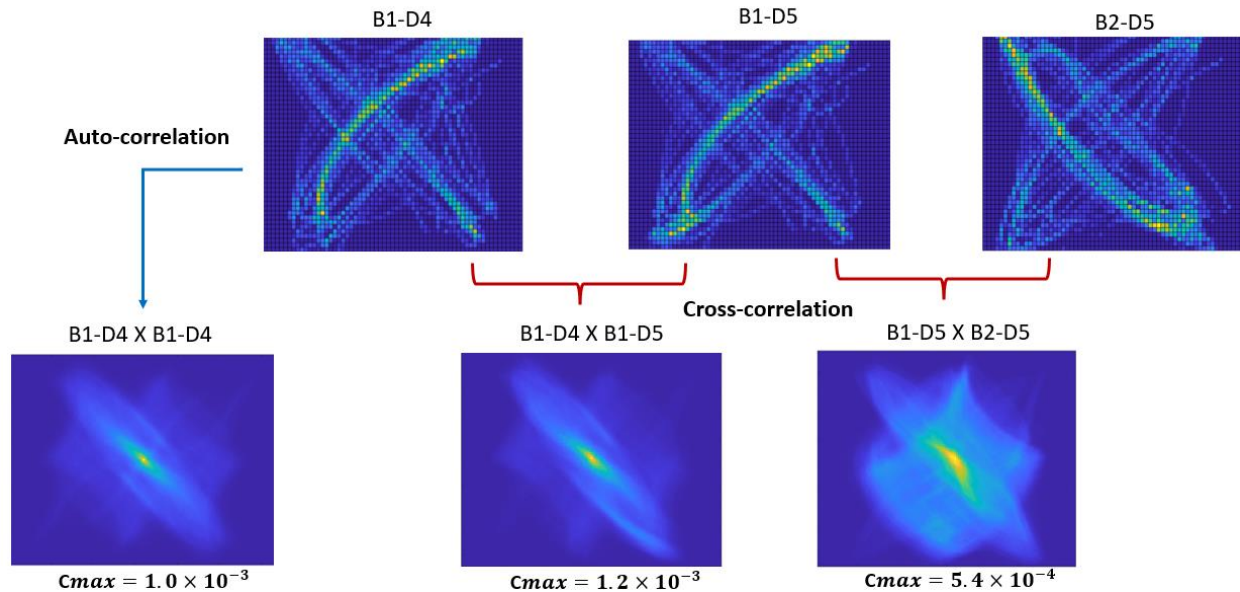 B1-D4
B1-D5
B2-D5
Auto-correlation
Cross-correlation
B1-D4 X B1-D4
B1-D4 X B1-D5
B1-D5 X B2-D5
Cmax = 1.0 × 10⁻³
Cmax = 1.2 × 10⁻³
Cmax = 5.4 × 10⁻⁴